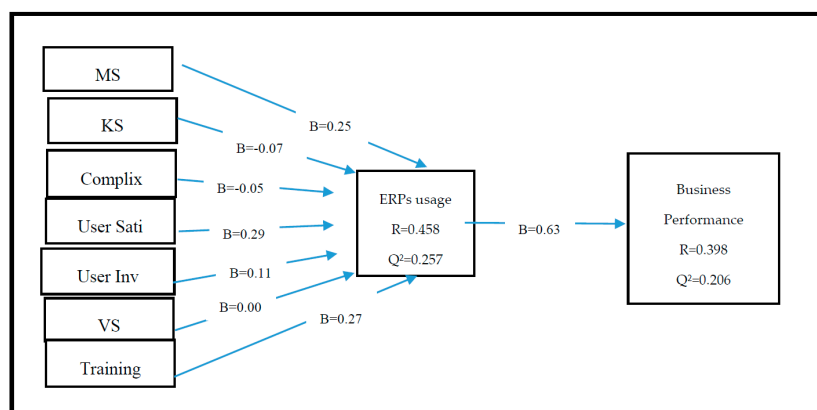 MS
B=0.25
KS
B=-0.07
Complix
B=-0.05
User Sati
B=0.29
User Inv
B=0.11
VS
B=0.00
Training
B=0.27
ERPs usage
R=0.458
Q²=0.257
B=0.63
Business
Performance
R=0.398
Q²=0.206